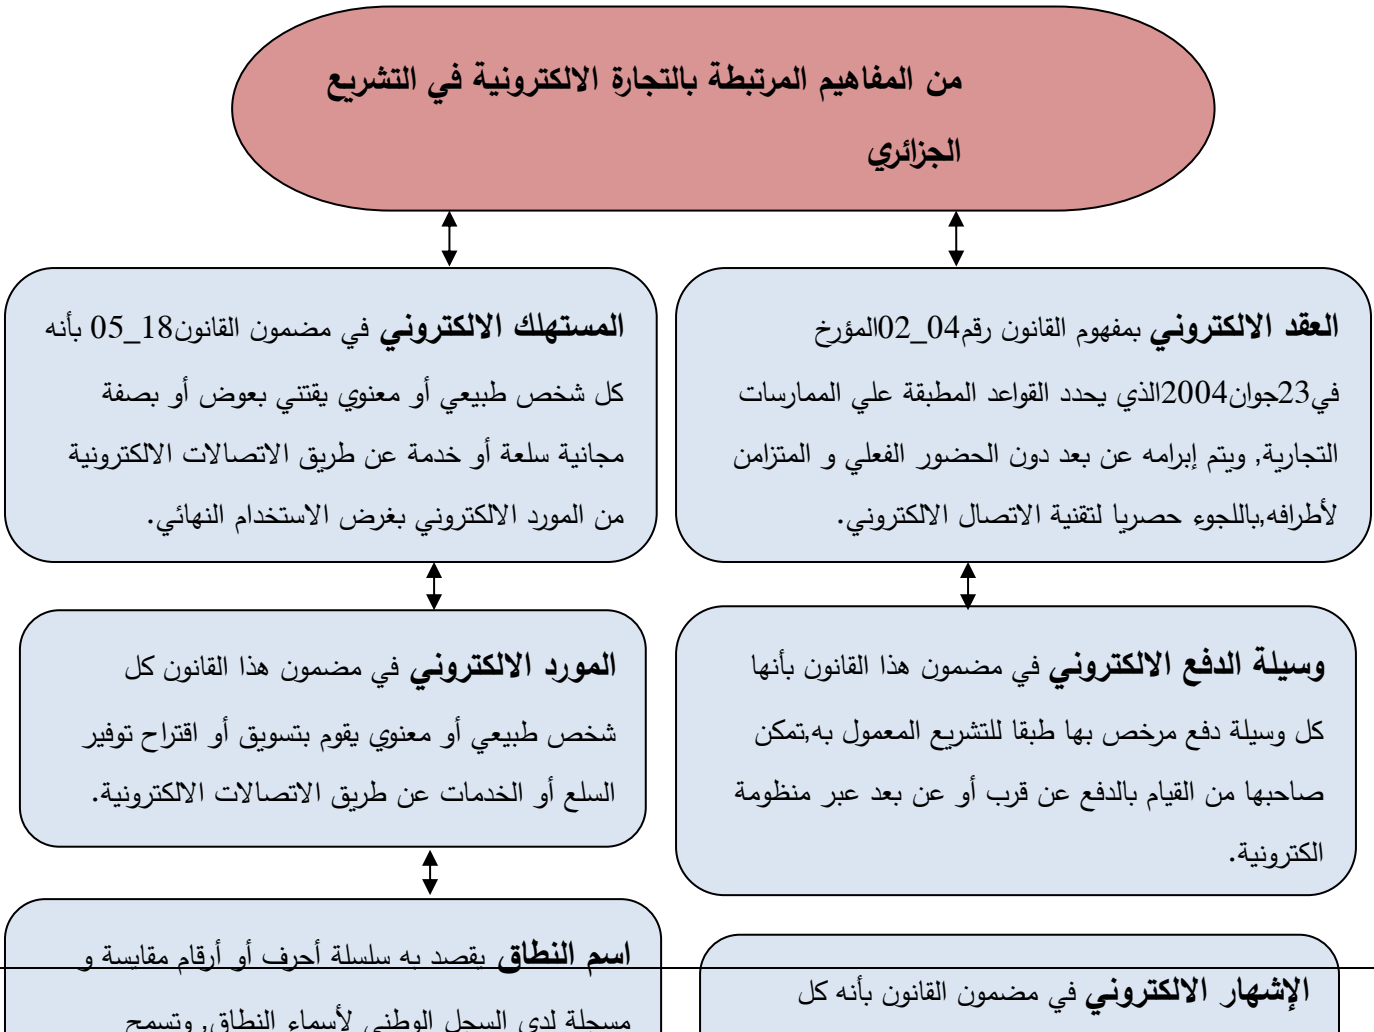 من المفاهيم المرتبطة بالتجارة الالكترونية في التشريع
الجزائري
العقد الالكتروني بمفهوم القانون رقم04_02المؤرخ
في23جوان2004الذي يحدد القواعد المطبقة علي الممارسات
التجارية, ويتم إبرامه عن بعد دون الحضور الفعلي و المتزامن
لأطرافه,باللجوء حصريا لتقنية الاتصال الالكتروني.
المستهلك الالكتروني في مضمون القانون18_05 بأنه
كل شخص طبيعي أو معنوي يقتني بعوض أو بصفة
مجانية سلعة أو خدمة عن طريق الاتصالات الالكترونية
من المورد الالكتروني بغرض الاستخدام النهائي.
وسيلة الدفع الالكتروني في مضمون هذا القانون بأنها
كل وسيلة دفع مرخص بها طبقا للتشريع المعمول به,تمكن
صاحبها من القيام بالدفع عن قرب أو عن بعد عبر منظومة
الكترونية.
المورد الالكتروني في مضمون هذا القانون كل
شخص طبيعي أو معنوي يقوم بتسويق أو اقتراح توفير
السلع أو الخدمات عن طريق الاتصالات الالكترونية.
الإشهار الالكتروني في مضمون القانون بأنه كل
اسم النطاق يقصد به سلسلة أحرف أو أرقام مقايسة و
مسجلة لدى السجل الوطني لأسماء النطاق, وتسمح